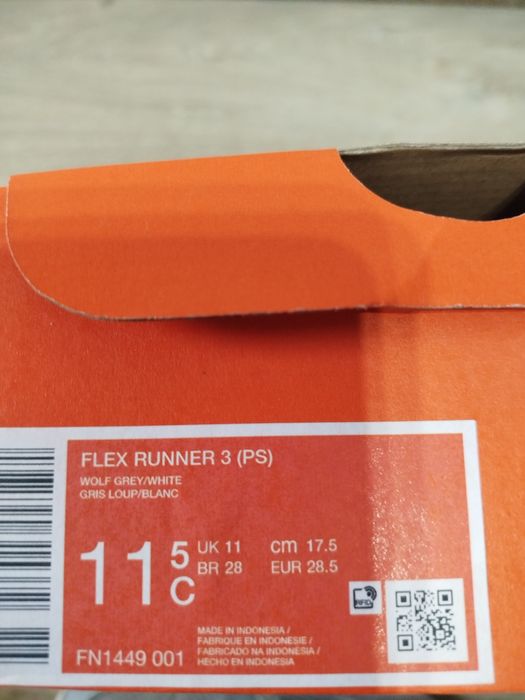 FLEX RUNNER 3 (PS)
WOLF GREY/WHITE
GRIS LOUP/BLANC
11 5 C
UK 11 cm 17.5
BR 28 EUR 28.5
RFID
MADE IN INDONESIA /
FABRIQUE EN INDONESIE /
FABRICADO NA INDONÉSIA /
HECHO EN INDONESIA
FN1449 001